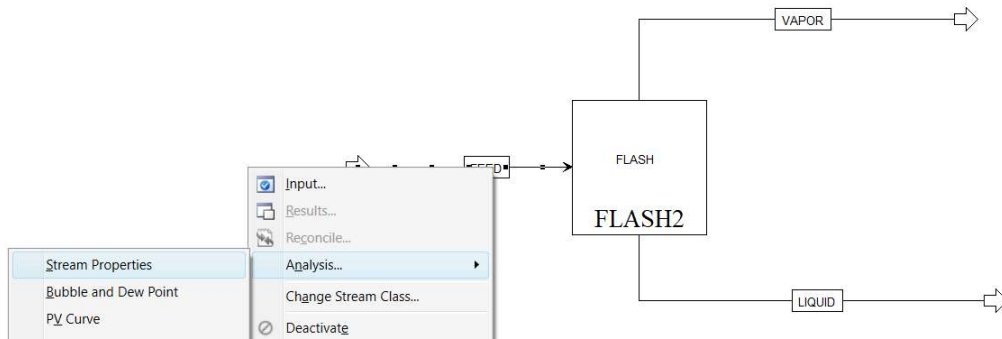 VAPOR
FLASH
FEED
FLASH2
Input...
Results...
Reconcile...
Analysis...
Change Stream Class...
Deactivate
Stream Properties
Bubble and Dew Point
PV Curve
LIQUID